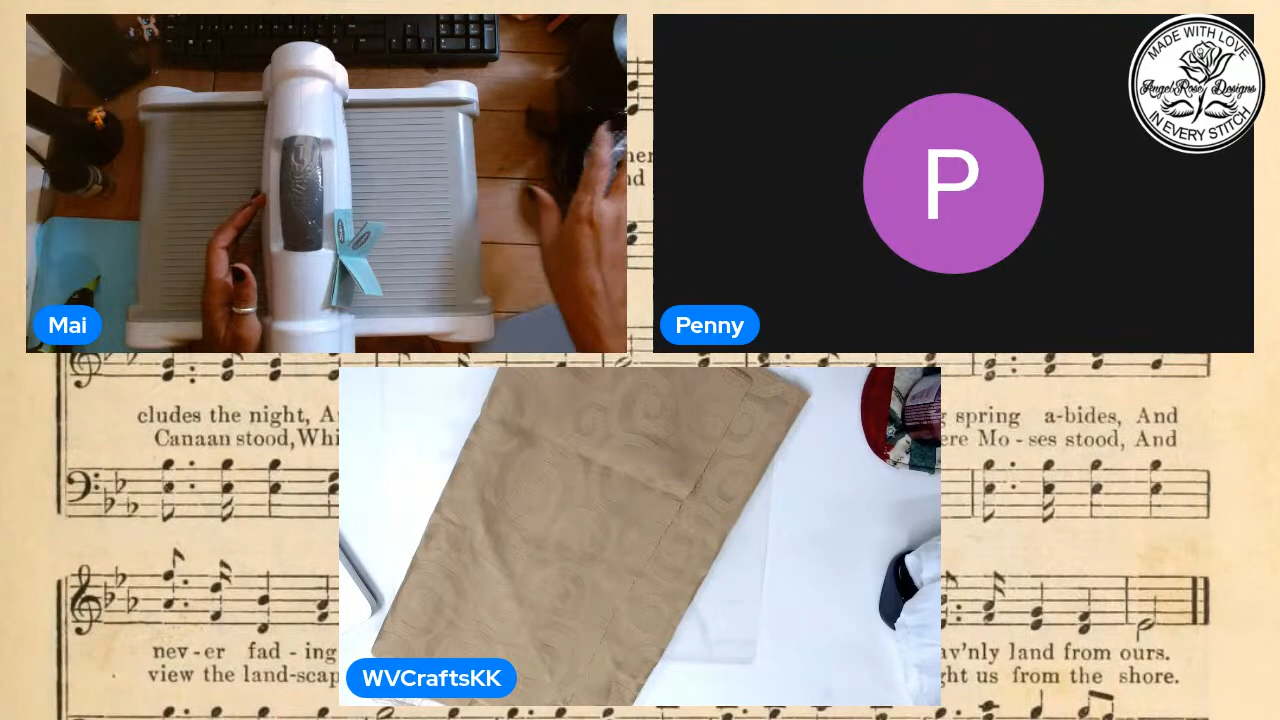 MADE WITH LOVE
AngelRose Designs
IN EVERY STITCH
P
Mai
Penny
cludes the night, A
spring a-bides, And
Canaan stood, Whi
ere Mo - ses stood, And
nev - er fad - ing
av'nly land from ours.
view the land-scap
ght us from the shore.
WVCraftsKK